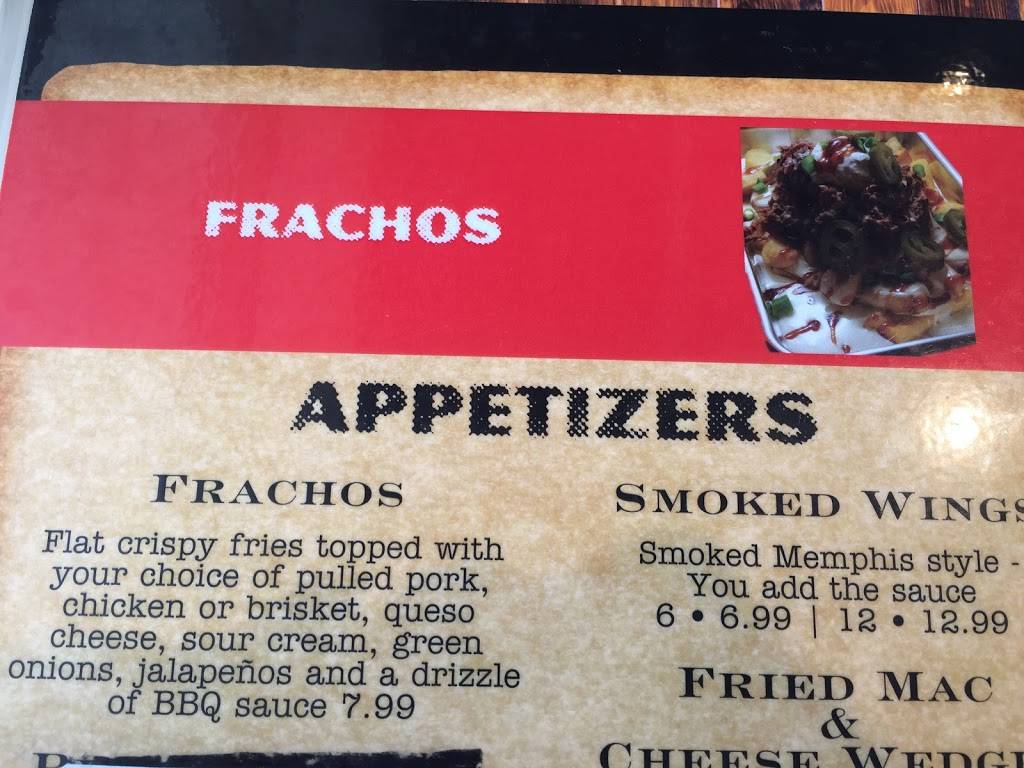 FRACHOS
APPETIZERS
FRACHOS
Flat crispy fries topped with
your choice of pulled pork,
chicken or brisket, queso
cheese, sour cream, green
onions, jalapeños and a drizzle
of BBQ sauce 7.99
SMOKED WINGS
Smoked Memphis style -
You add the sauce
6 • 6.99 | 12 • 12.99
FRIED MAC
&
CHEESE